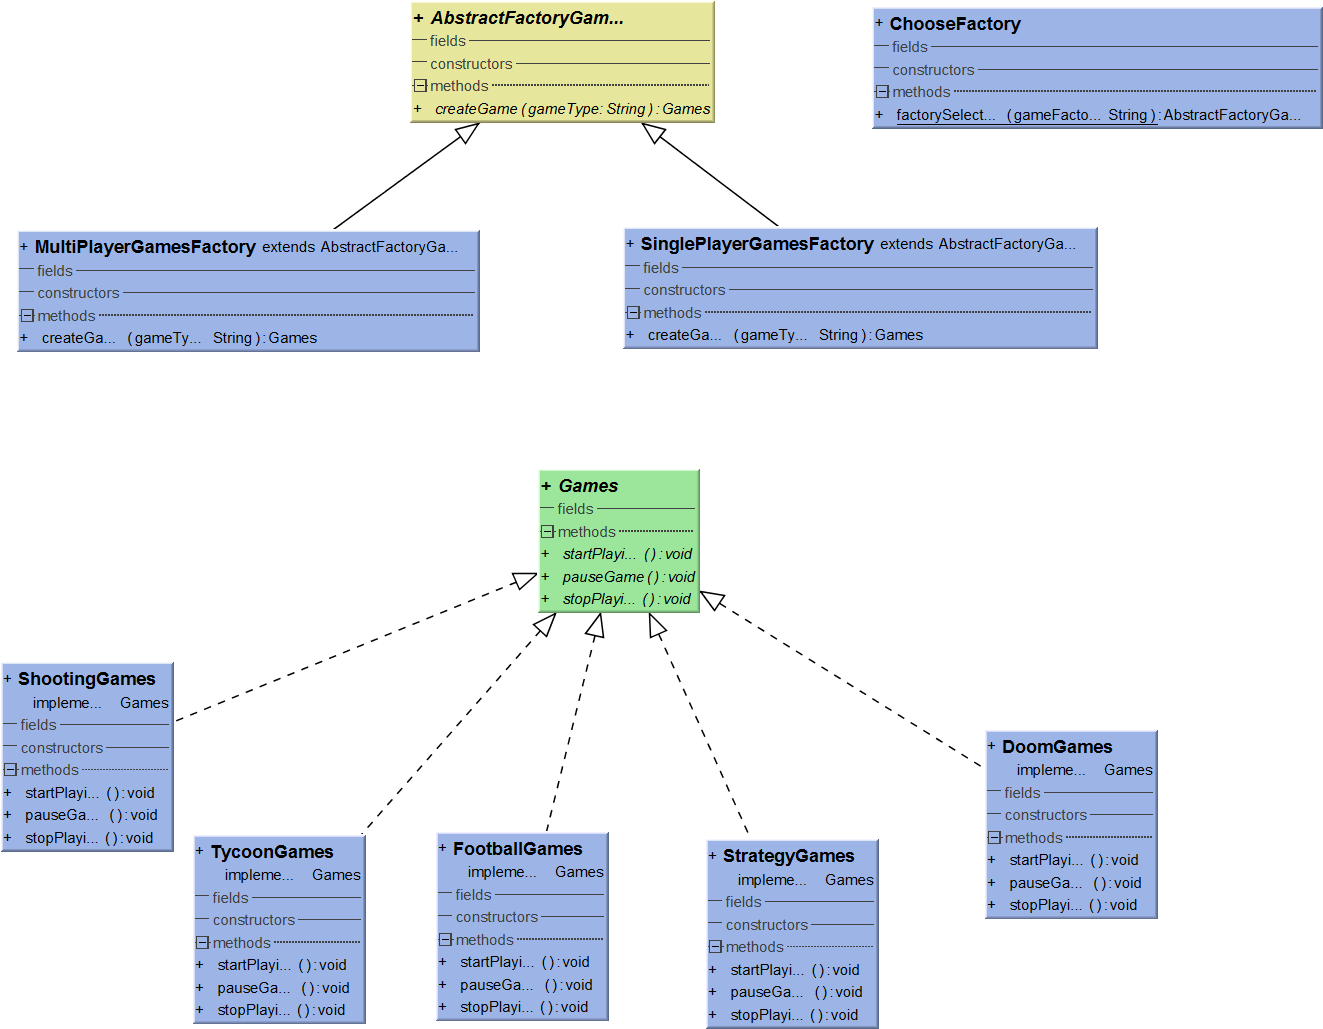 + AbstractFactoryGam...
fields
constructors
methods
+ createGame (gameType: String) : Games
+ ChooseFactory
fields
constructors
methods
+ factorySelect... (gameFacto... String) : AbstractFactoryGa...
+ MultiPlayerGamesFactory extends AbstractFactoryGa...
fields
constructors
methods
+ createGa... (gameTy... String) : Games
+ SinglePlayerGamesFactory extends AbstractFactoryGa...
fields
constructors
methods
+ createGa... (gameTy... String) : Games
+ Games
fields
methods
+ startPlayi... () : void
+ pauseGame () : void
+ stopPlayi... () : void
+ ShootingGames
impleme... Games
fields
constructors
methods
+ startPlayi... () : void
+ pauseGa... () : void
+ stopPlayi... () : void
+ TycoonGames
impleme... Games
fields
constructors
methods
+ startPlayi... () : void
+ pauseGa... () : void
+ stopPlayi... () : void
+ FootballGames
impleme... Games
fields
constructors
methods
+ startPlayi... () : void
+ pauseGa... () : void
+ stopPlayi... () : void
+ StrategyGames
impleme... Games
fields
constructors
methods
+ startPlayi... () : void
+ pauseGa... () : void
+ stopPlayi... () : void
+ DoomGames
impleme... Games
fields
constructors
methods
+ startPlayi... () : void
+ pauseGa... () : void
+ stopPlayi... () : void